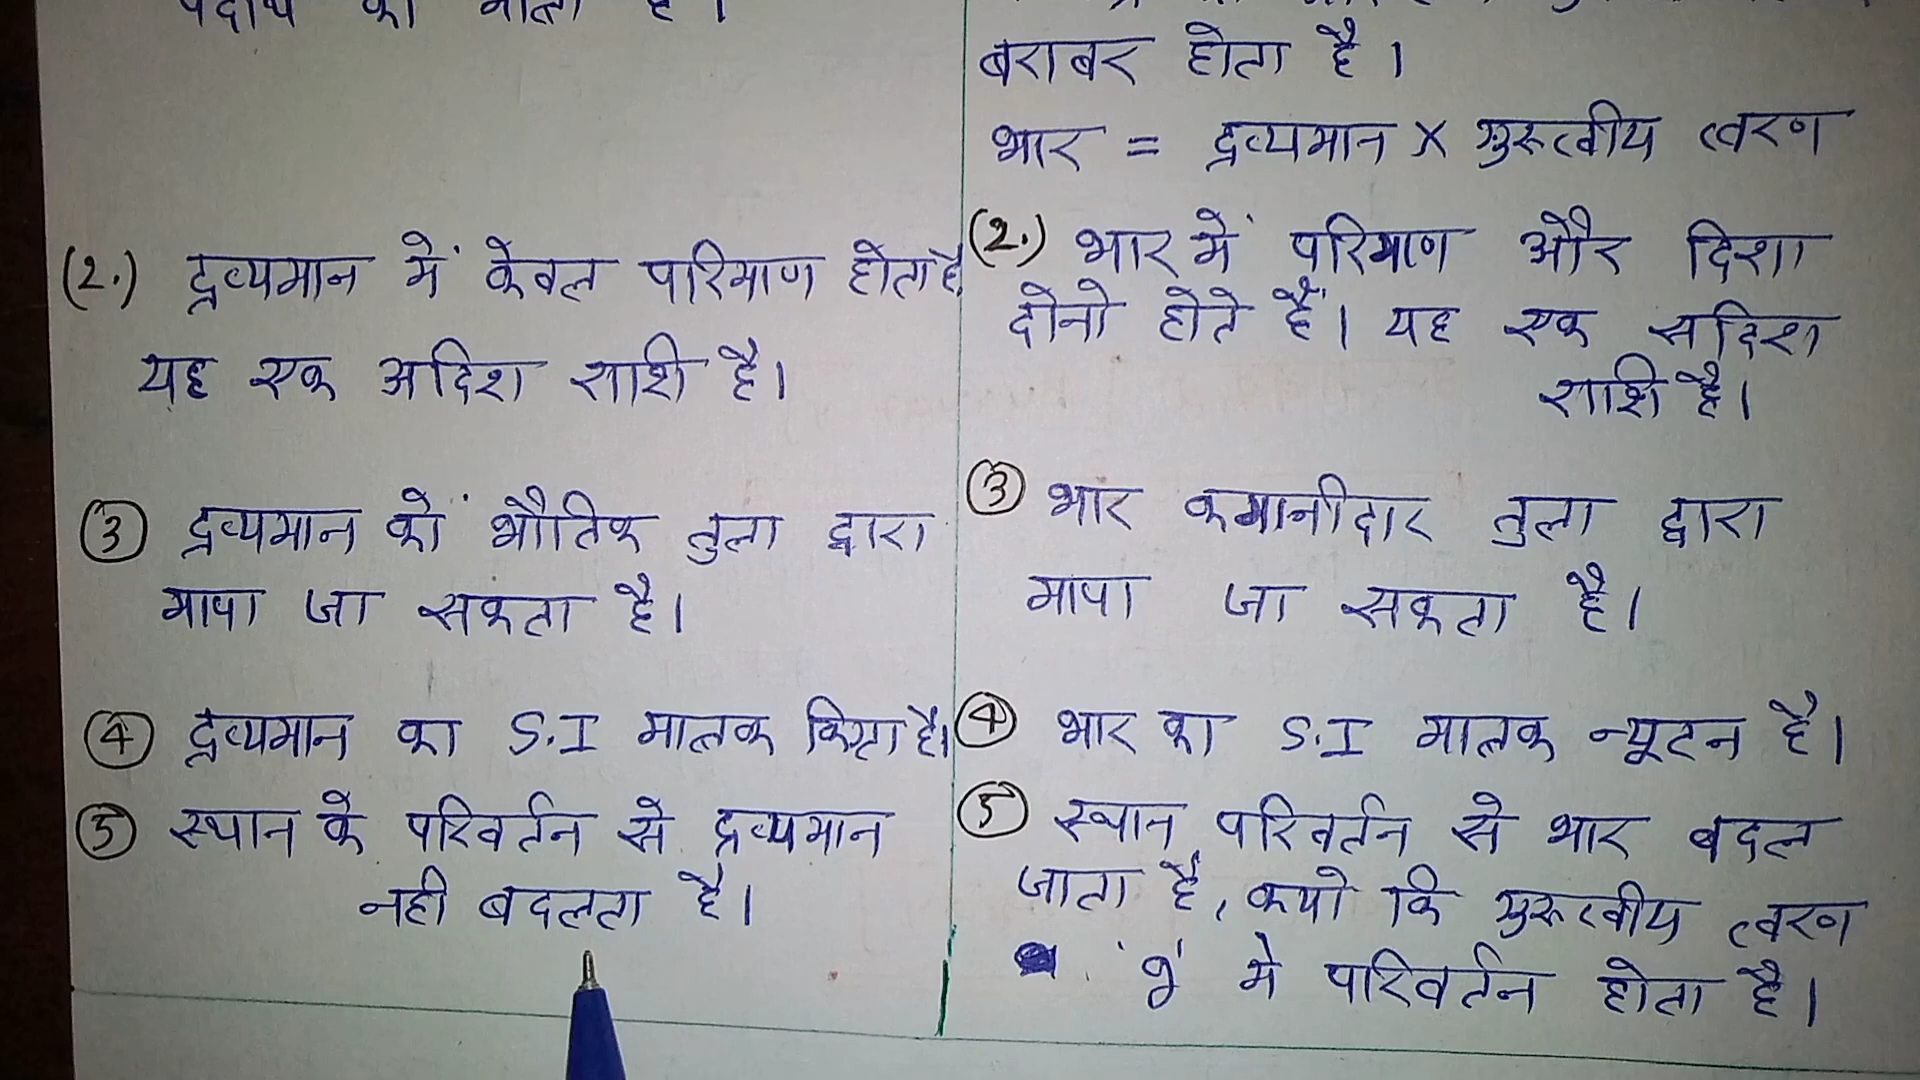 बराबर होता है।
भार = द्रव्यमान × गुरुत्वीय त्वरण
(2.) द्रव्यमान में केवल परिमाण होता है
यह एक अदिश राशि है।
③ द्रव्यमान को भौतिक तुला द्वारा
मापा जा सकता है।
④ द्रव्यमान का S.I मात्रक किग्रा है।
⑤ स्थान के परिवर्तन से द्रव्यमान
नही बदलता है।
(2.) भार में परिमाण और दिशा
दोनो होते हैं। यह एक सदिश
राशि है।
③ भार कमानीदार तुला द्वारा
मापा जा सकता है।
④ भार का S.I मात्रक न्यूटन है।
⑤ स्थान परिवर्तन से भार बदल
जाता है, क्यो कि गुरुत्वीय त्वरण
'g' मे परिवर्तन होता है।